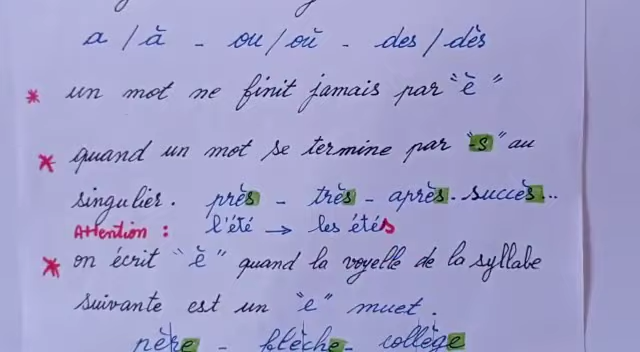 a / à - ou / où - des / dès
* un mot ne finit jamais par "è"
* quand un mot se termine par "-s" au
singulier. près - très - après. succès...
Attention : l'été → les étés
* on écrit "è" quand la voyelle de la syllabe
suivante est un "e" muet.
père - flèche - collège